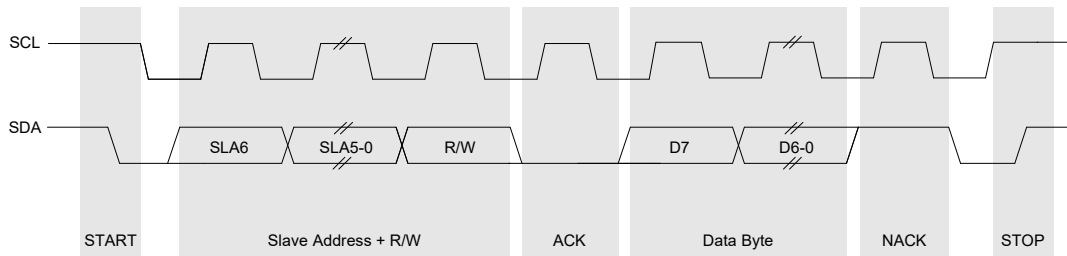 SCL
SDA
SLA6 SLA5-0 R/W D7 D6-0
START Slave Address + R/W ACK Data Byte NACK STOP